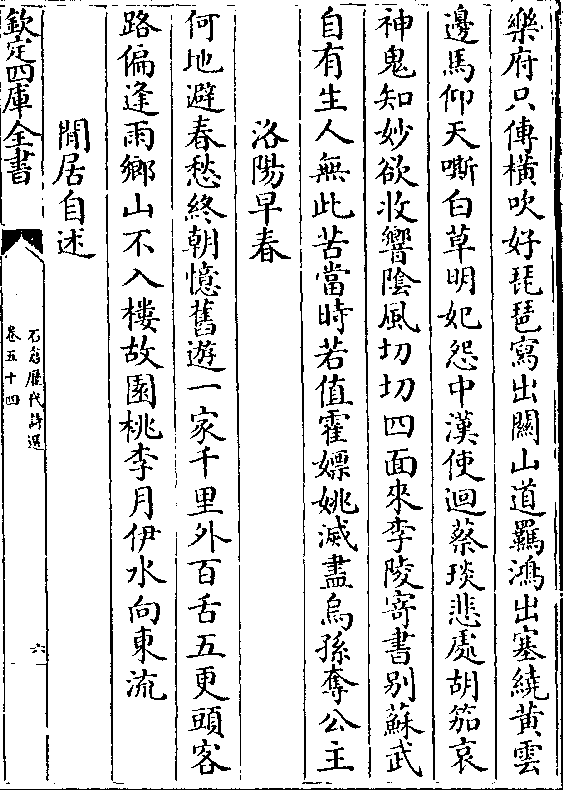 樂府只傳橫吹好琵琶寫出關山道羈鴻出塞繞黃雲
邊馬仰天嘶白草明妃怨中漢使迴蔡琰悲處胡笳哀
神鬼知妙欲收響陰風切切四面來李陵寄書别蘇武
自有生人無此苦當時若值霍嫖姚滅盡烏孫奪公主
洛陽早春
何地避春愁終朝憶舊遊一家千里外百舌五更頭客
路偏逢雨鄉山不入樓故園桃李月伊水向東流
閒居自述
欽定四庫全書
石倉歷代詩選
卷五十四
六